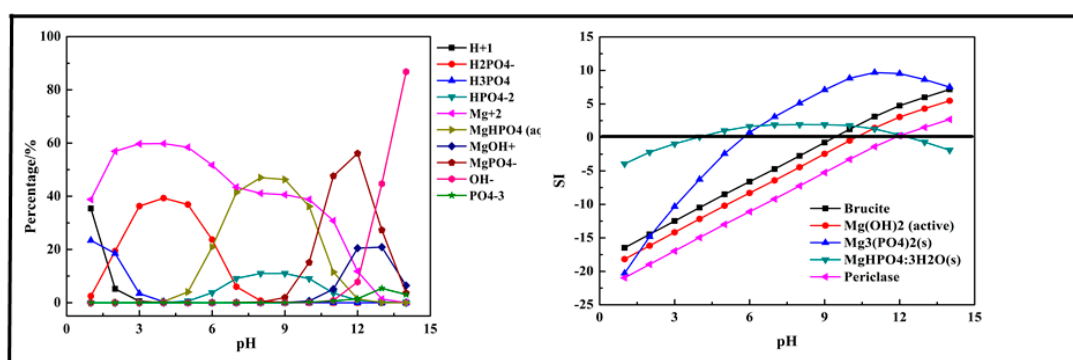 100
80
60
40
20
0
Percentage/%
0 3 6 9 12 15
pH
H+1
H2PO4-
H3PO4
HPO4-2
Mg+2
MgHPO4 (ac
MgOH+
MgPO4-
OH-
PO4-3
15
10
5
0
-5
-10
-15
-20
-25
SI
0 3 6 9 12 15
pH
Brucite
Mg(OH)2 (active)
Mg3(PO4)2(s)
MgHPO4:3H2O(s)
Periclase